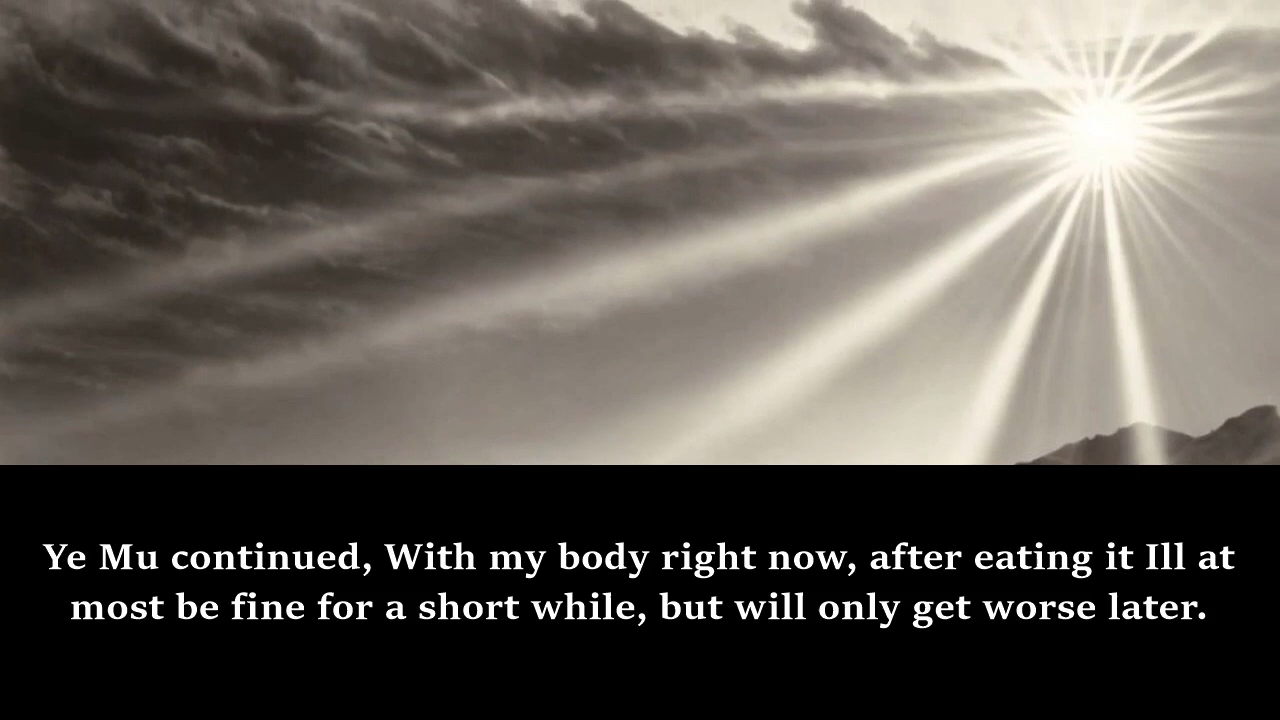 Ye Mu continued, With my body right now, after eating it Ill at
most be fine for a short while, but will only get worse later.